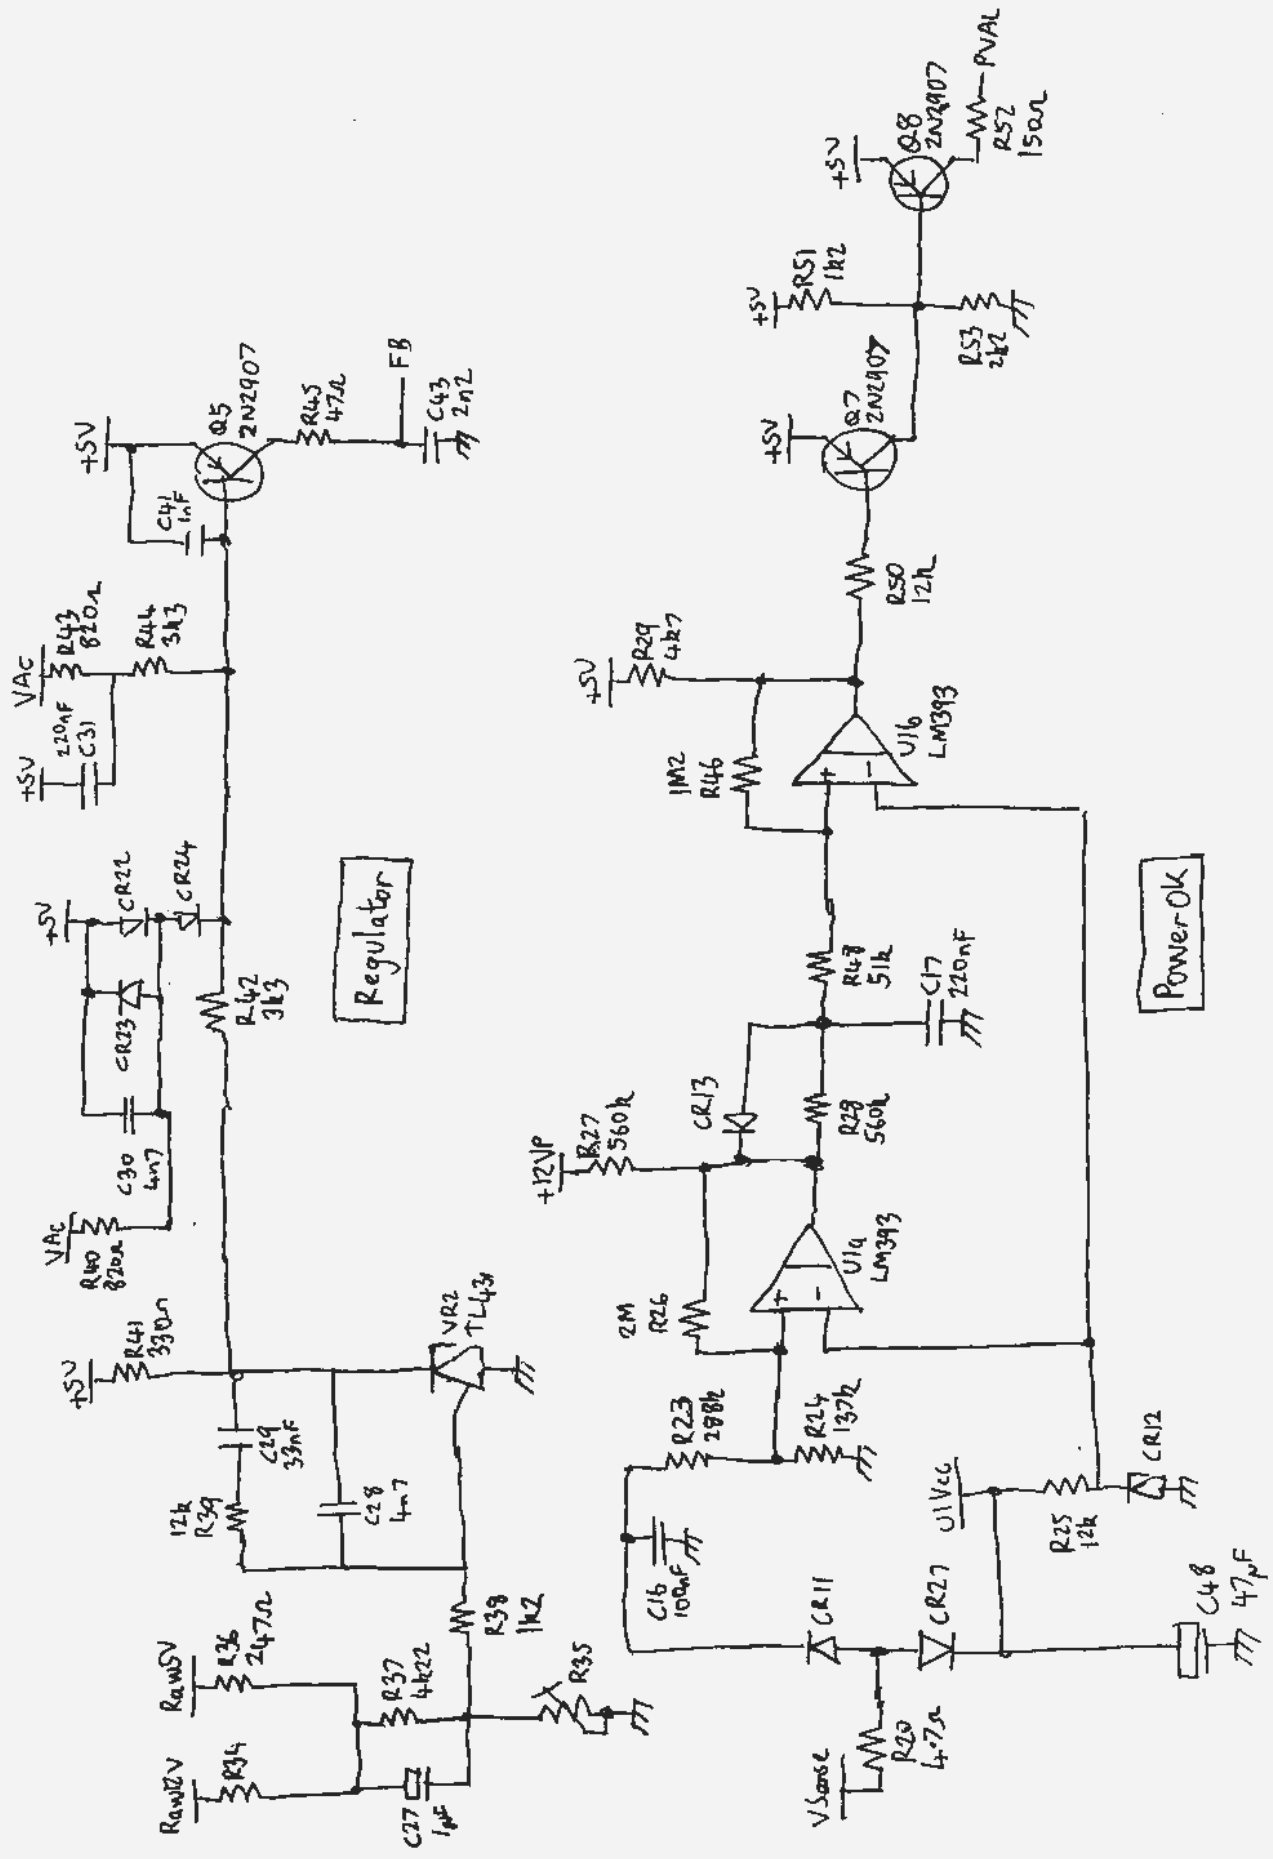 VAc
R43
820Ω
+5V
220nF
C31
R44
3k3
+5V
C41
1nF
Q5
2N2907
R45
47Ω
FB
C43
2n2
+5V
CR22
CR24
CR23
C30
4n7
VAc
R40
820Ω
R42
3k3
+5V
R41
330Ω
VR2
TL431
C29
33nF
12k
R39
C28
4n7
Raw5V
R36
247Ω
Raw12V
R34
R37
4k22
R38
1k2
C27
1µF
R35
Regulator
VSense
R20
4.7Ω
CR11
CR27
C16
100nF
R23
288k
R24
137k
U1Vcc
R25
12k
CR12
C48
47µF
2M
R26
+12VP
R27
560k
U1a
LM393
+
-
CR13
R28
560k
C17
220nF
R48
51k
1M2
R46
+5V
R29
4k7
+
-
U1b
LM393
R50
12k
+5V
Q7
2N2907
+5V
R51
1k2
R53
2k2
+5V
Q8
2N2907
R52
150Ω
PVAL
PowerOK